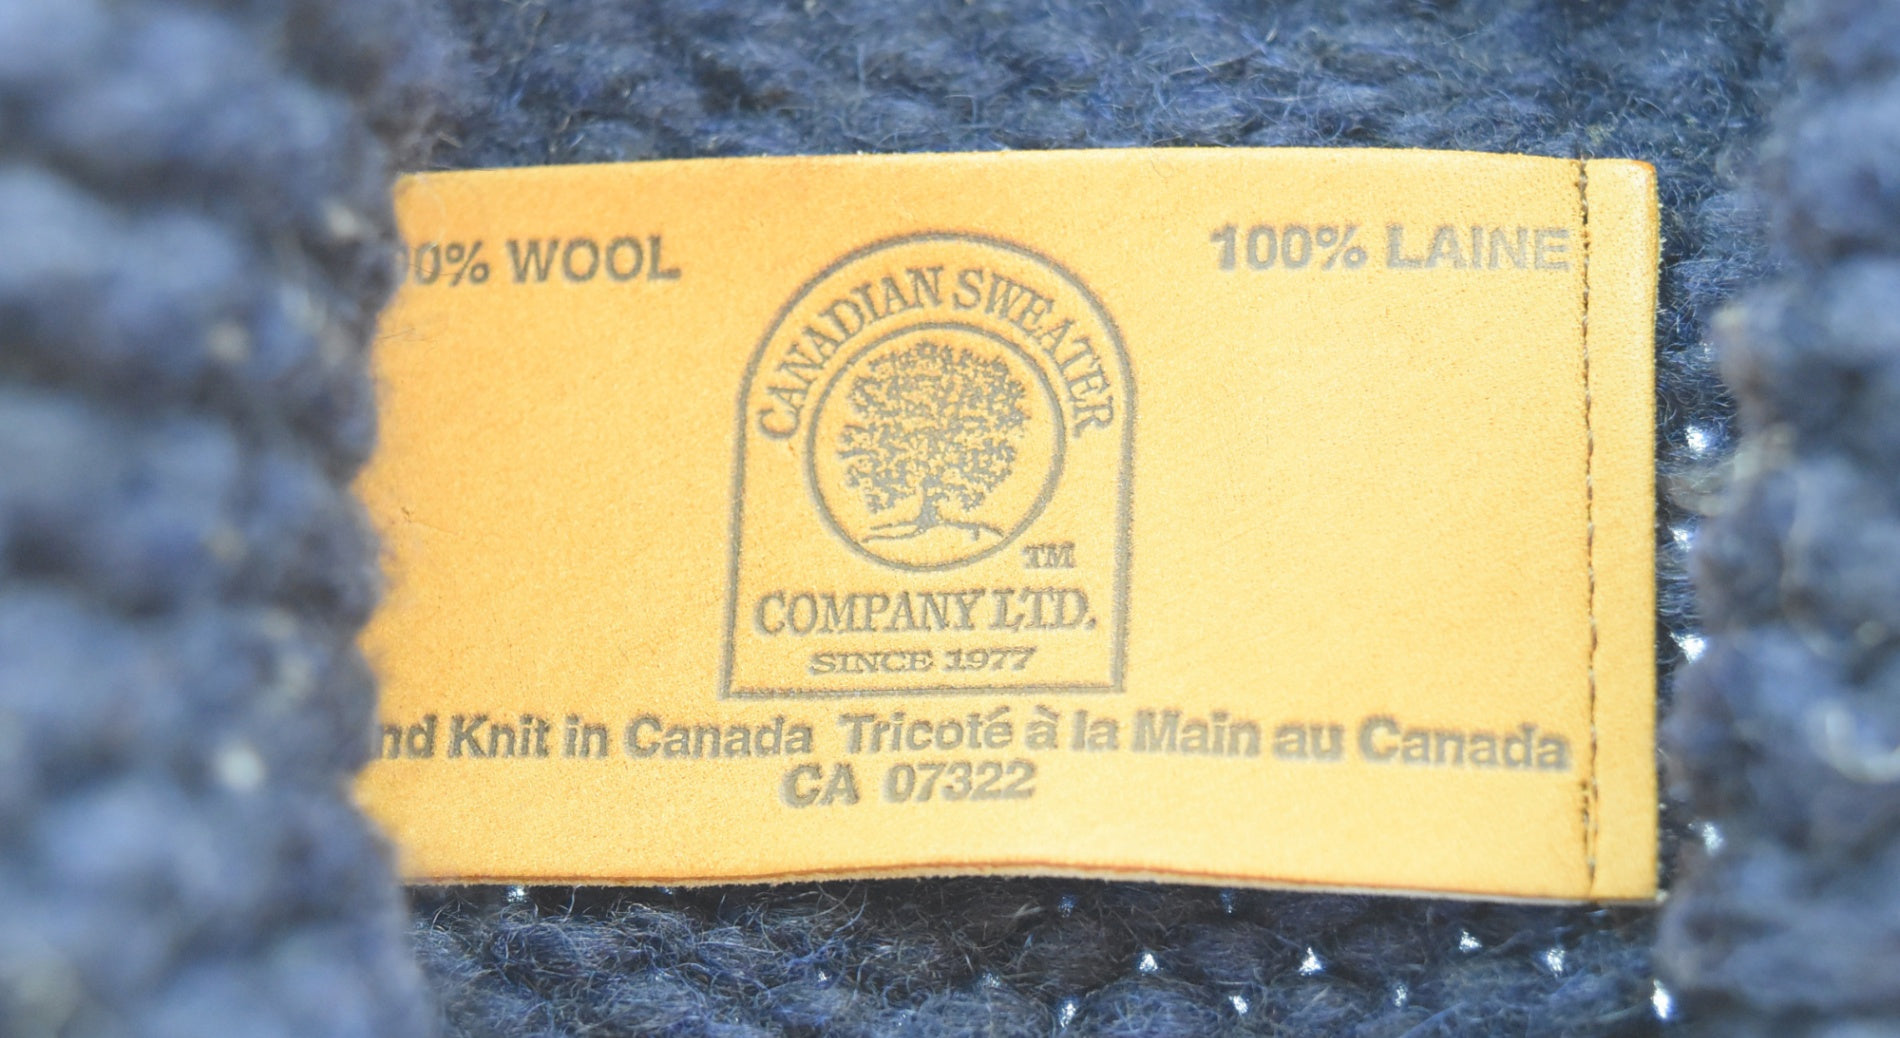 00% WOOL
100% LAINE
CANADIAN SWEATER
TM
COMPANY LTD.
SINCE 1977
nd Knit in Canada Tricoté à la Main au Canada
CA 07322